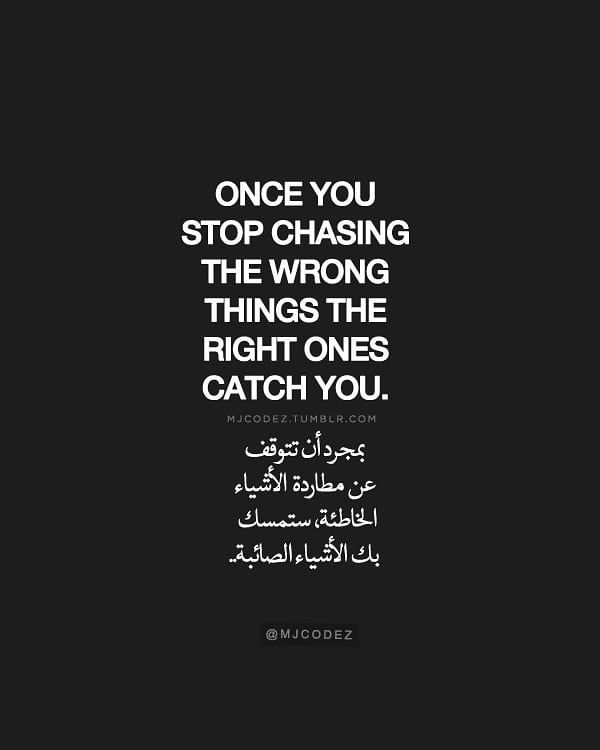 ONCE YOU
STOP CHASING
THE WRONG
THINGS THE
RIGHT ONES
CATCH YOU.
MJCODEZ.TUMBLR.COM
بمجرد أن تتوقف
عن مطاردة الأشياء
الخاطئة، ستمسك
بك الأشياء الصائبة..
@MJCODEZ